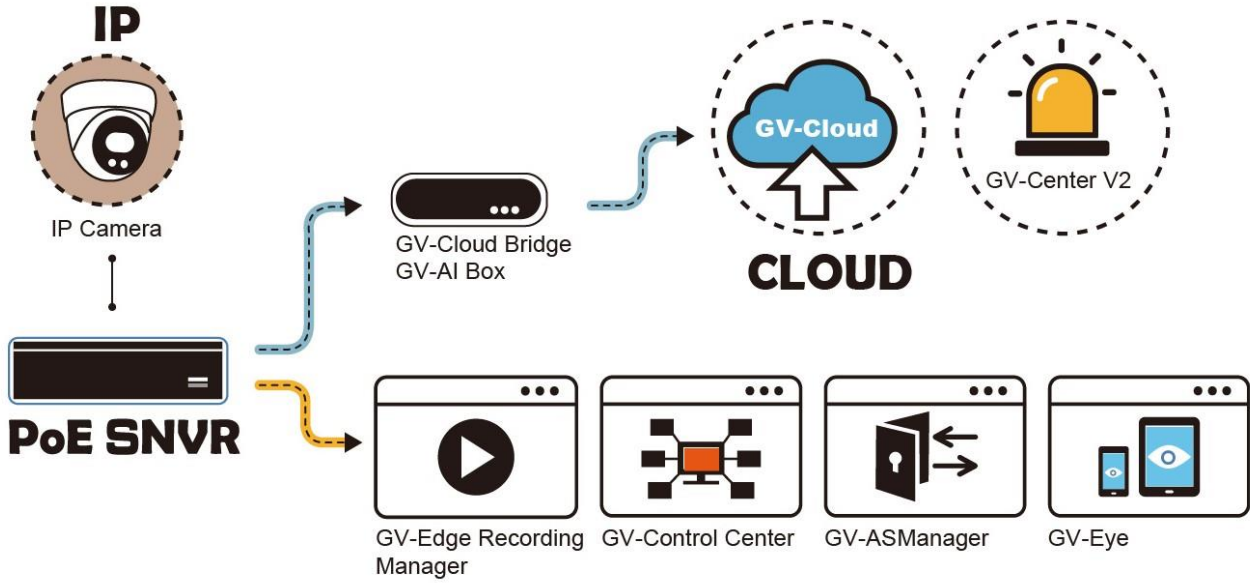 IP
IP Camera
PoE SNVR
GV-Cloud Bridge
GV-AI Box
GV-Cloud
CLOUD
GV-Center V2
GV-Edge Recording
Manager
GV-Control Center
GV-ASManager
GV-Eye